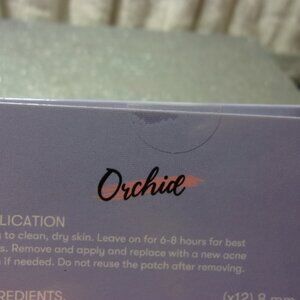 Orchid
LICATION
to clean, dry skin. Leave on for 6-8 hours for best
s. Remove and apply and replace with a new acne
if needed. Do not reuse the patch after removing.
REDIENTS
(x12) 8 m